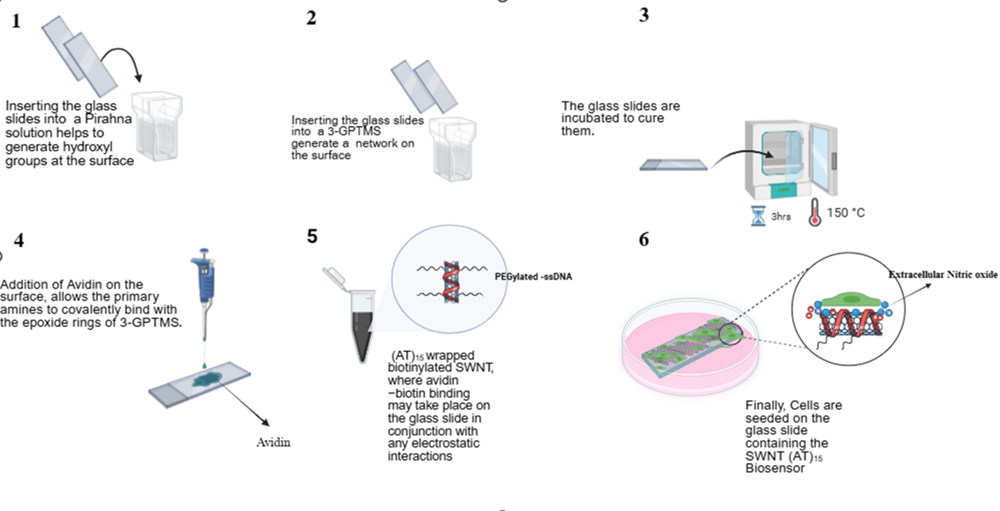 1
Inserting the glass
slides into a Pirahna
solution helps to
generate hydroxyl
groups at the surface
2
Inserting the glass slides
into a 3-GPTMS
generate a network on
the surface
3
The glass slides are
incubated to cure
them.
3hrs
150 °C
4
Addition of Avidin on the
surface, allows the primary
amines to covalently bind with
the epoxide rings of 3-GPTMS.
Avidin
5
PEGylated -ssDNA
(AT)₁₅ wrapped
biotinylated SWNT,
where avidin
–biotin binding
may take place on
the glass slide in
conjunction with
any electrostatic
interactions
6
Extracellular Nitric oxide
Finally, Cells are
seeded on the
glass slide
containing the
SWNT (AT)₁₅
Biosensor